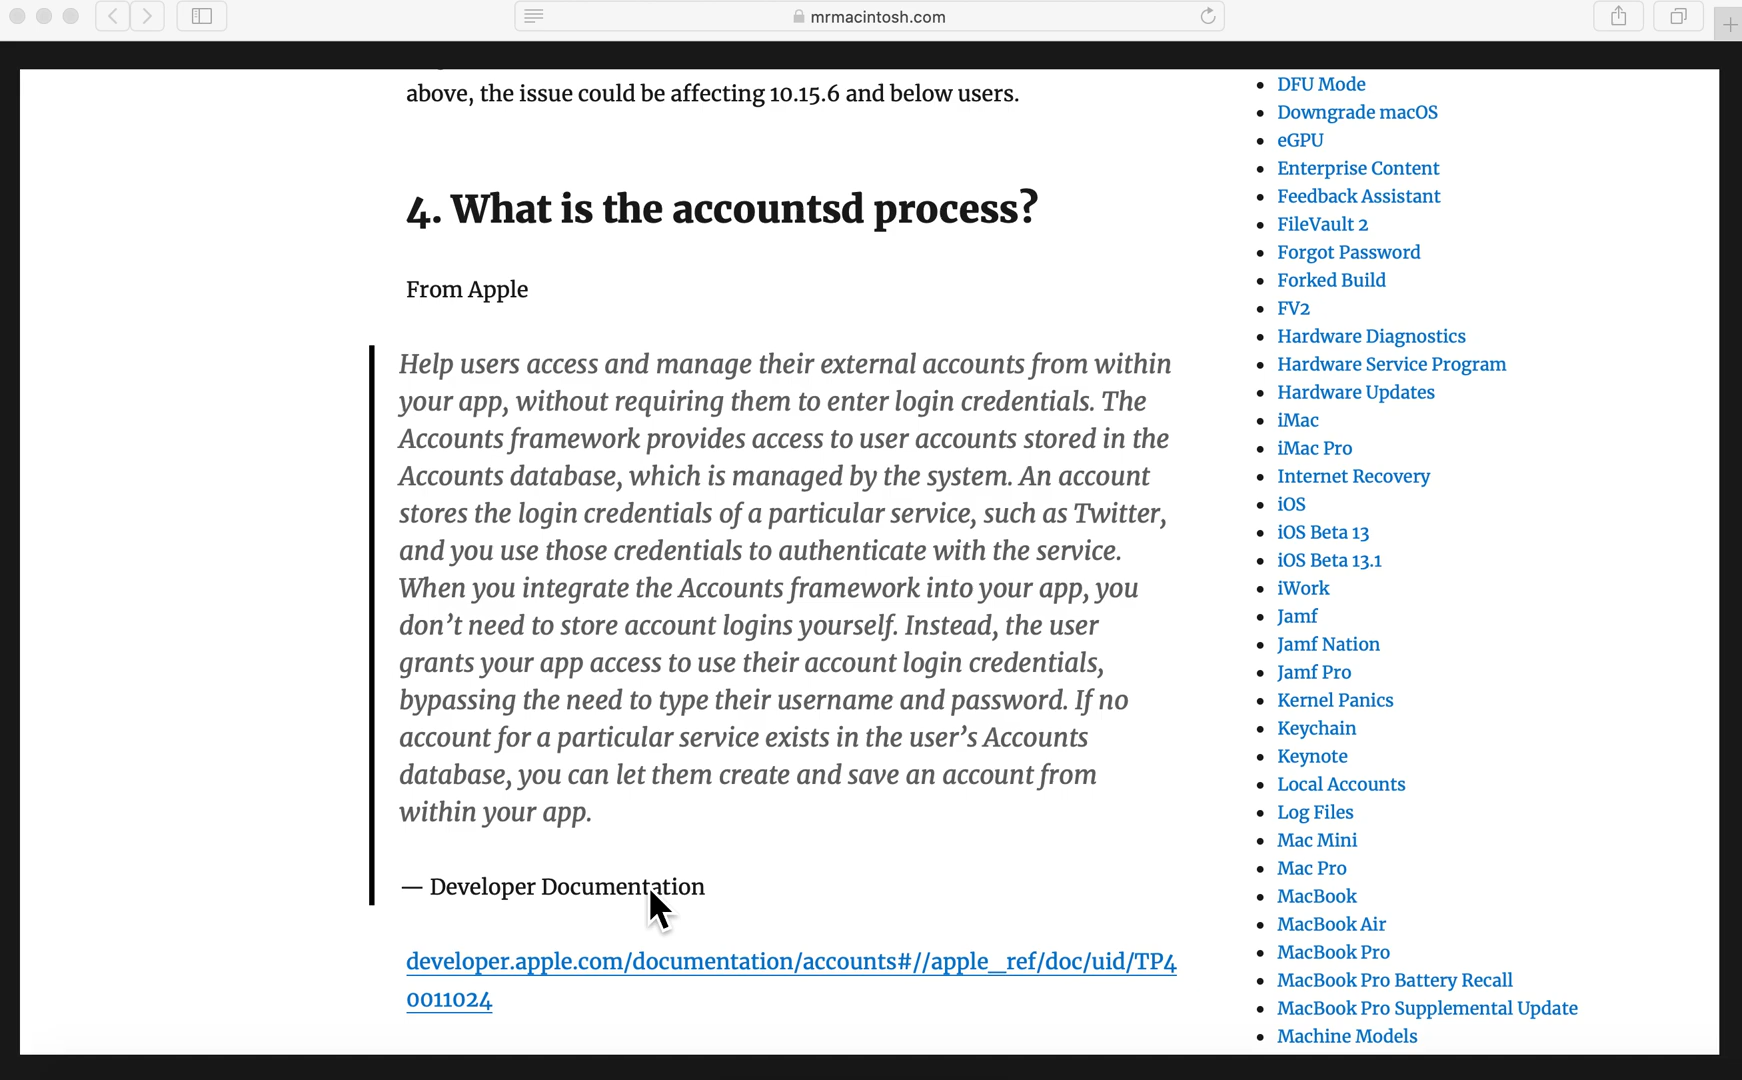 mrmacintosh.com
above, the issue could be affecting 10.15.6 and below users.
4. What is the accountsd process?
From Apple
Help users access and manage their external accounts from within
your app, without requiring them to enter login credentials. The
Accounts framework provides access to user accounts stored in the
Accounts database, which is managed by the system. An account
stores the login credentials of a particular service, such as Twitter,
and you use those credentials to authenticate with the service.
When you integrate the Accounts framework into your app, you
don’t need to store account logins yourself. Instead, the user
grants your app access to use their account login credentials,
bypassing the need to type their username and password. If no
account for a particular service exists in the user’s Accounts
database, you can let them create and save an account from
within your app.
— Developer Documentation
developer.apple.com/documentation/accounts#//apple_ref/doc/uid/TP4
0011024
DFU Mode
Downgrade macOS
eGPU
Enterprise Content
Feedback Assistant
FileVault 2
Forgot Password
Forked Build
FV2
Hardware Diagnostics
Hardware Service Program
Hardware Updates
iMac
iMac Pro
Internet Recovery
iOS
iOS Beta 13
iOS Beta 13.1
iWork
Jamf
Jamf Nation
Jamf Pro
Kernel Panics
Keychain
Keynote
Local Accounts
Log Files
Mac Mini
Mac Pro
MacBook
MacBook Air
MacBook Pro
MacBook Pro Battery Recall
MacBook Pro Supplemental Update
Machine Models